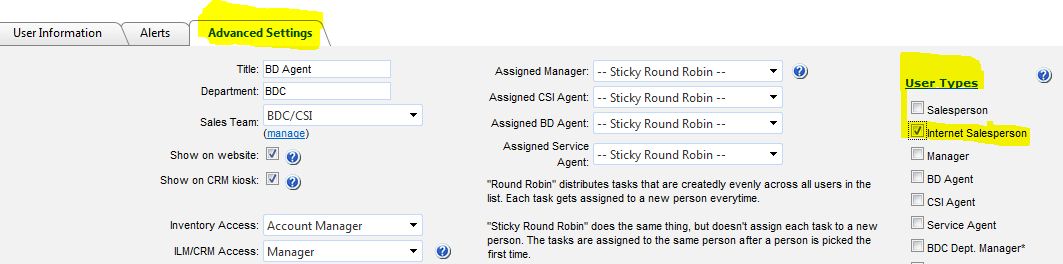 User Information
Alerts
Advanced Settings
Title: BD Agent
Department: BDC
Sales Team: BDC/CSI
(manage)
Show on website:
Show on CRM kiosk:
Inventory Access: Account Manager
ILM/CRM Access: Manager
Assigned Manager: -- Sticky Round Robin --
Assigned CSI Agent: -- Sticky Round Robin --
Assigned BD Agent: -- Sticky Round Robin --
Assigned Service
Agent: -- Sticky Round Robin --
"Round Robin" distributes tasks that are createdly evenly across all users in the
list. Each task gets assigned to a new person everytime.
"Sticky Round Robin" does the same thing, but doesn't assign each task to a new
person. The tasks are assigned to the same person after a person is picked the
first time.
User Types
Salesperson
Internet Salesperson
Manager
BD Agent
CSI Agent
Service Agent
BDC Dept. Manager*